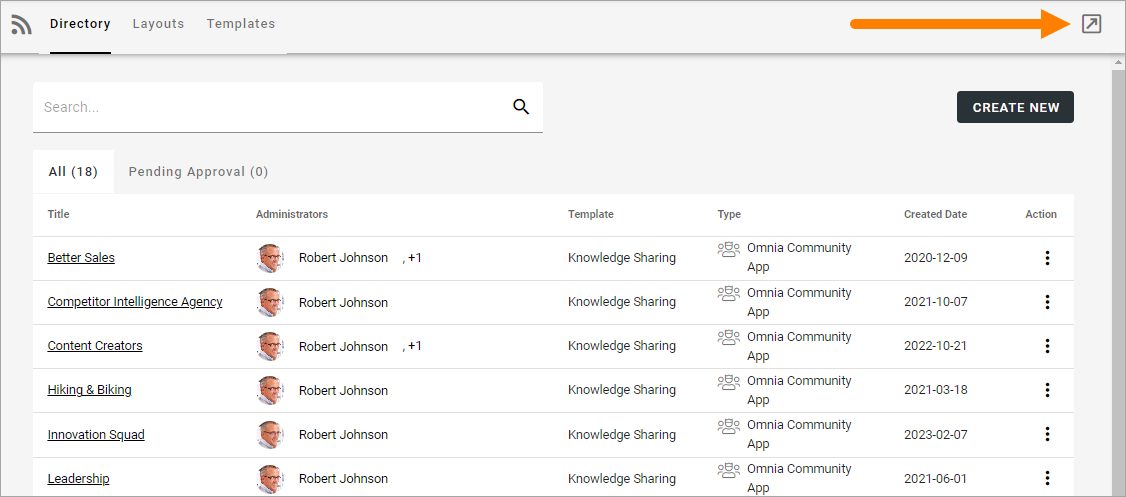 Directory Layouts Templates
Search...
CREATE NEW
All (18) Pending Approval (0)
Title Administrators Template Type Created Date Action
Better Sales Robert Johnson , +1 Knowledge Sharing Omnia Community App 2020-12-09
Competitor Intelligence Agency Robert Johnson Knowledge Sharing Omnia Community App 2021-10-07
Content Creators Robert Johnson , +1 Knowledge Sharing Omnia Community App 2022-10-21
Hiking & Biking Robert Johnson Knowledge Sharing Omnia Community App 2021-03-18
Innovation Squad Robert Johnson Knowledge Sharing Omnia Community App 2023-02-07
Leadership Robert Johnson Knowledge Sharing Omnia Community App 2021-06-01